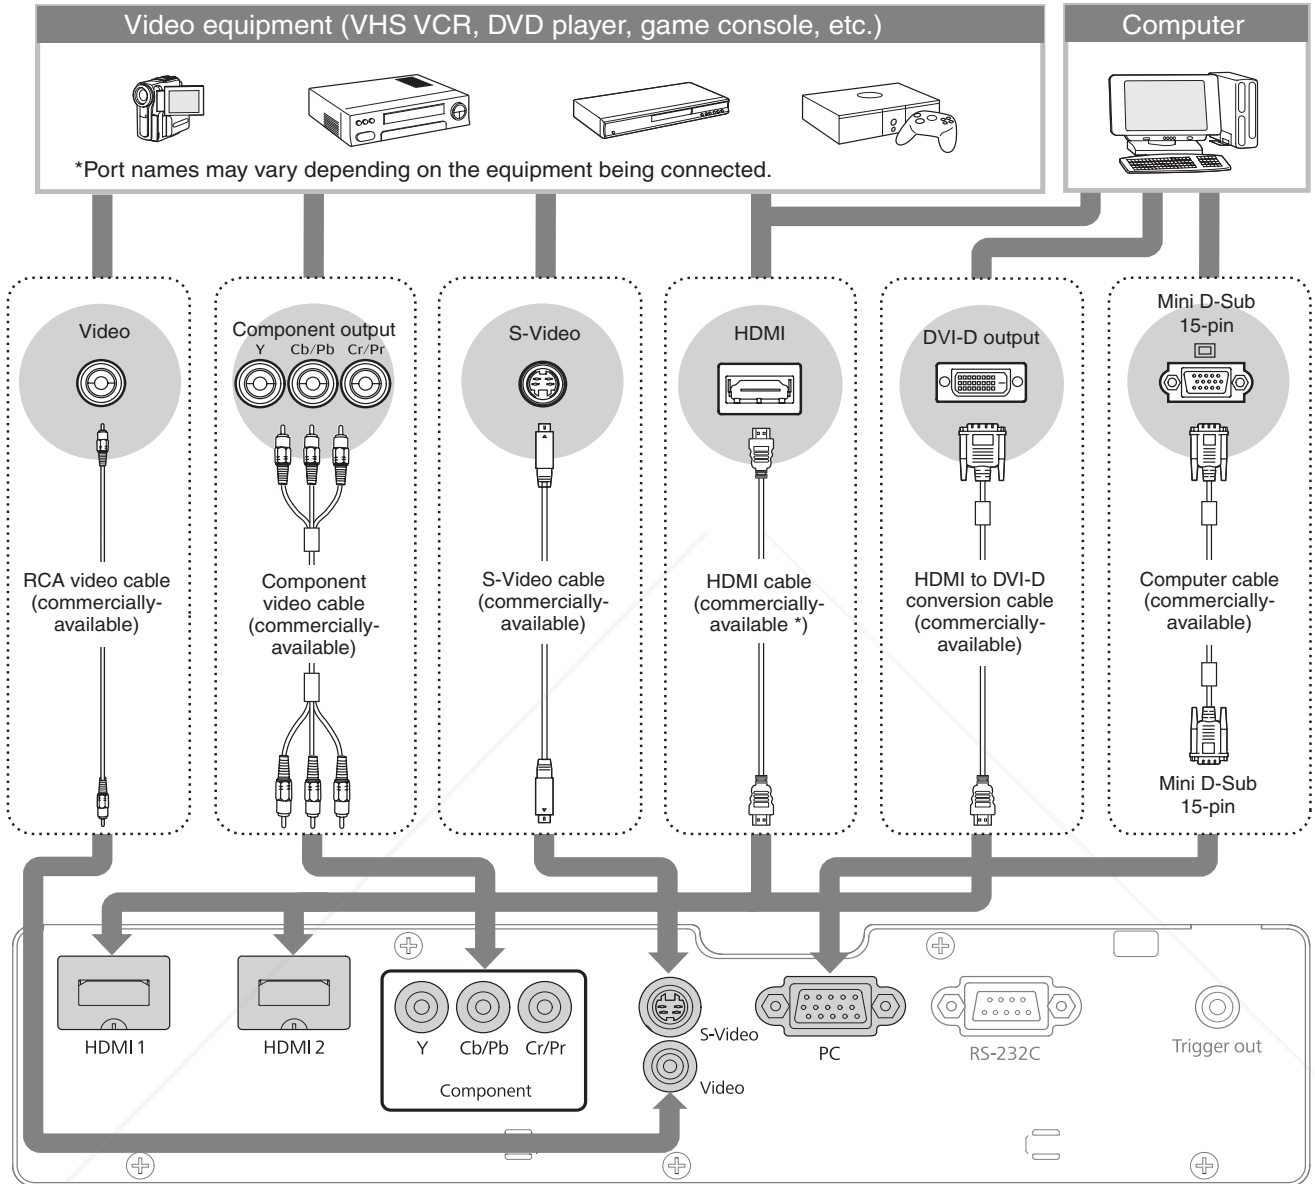 Video equipment (VHS VCR, DVD player, game console, etc.)
Computer
*Port names may vary depending on the equipment being connected.
Video
Component output
Y Cb/Pb Cr/Pr
S-Video
HDMI
DVI-D output
Mini D-Sub
15-pin
RCA video cable
(commercially-
available)
Component
video cable
(commercially-
available)
S-Video cable
(commercially-
available)
HDMI cable
(commercially-
available *)
HDMI to DVI-D
conversion cable
(commercially-
available)
Computer cable
(commercially-
available)
Mini D-Sub
15-pin
HDMI 1
HDMI 2
Y Cb/Pb Cr/Pr
Component
S-Video
Video
PC
RS-232C
Trigger out